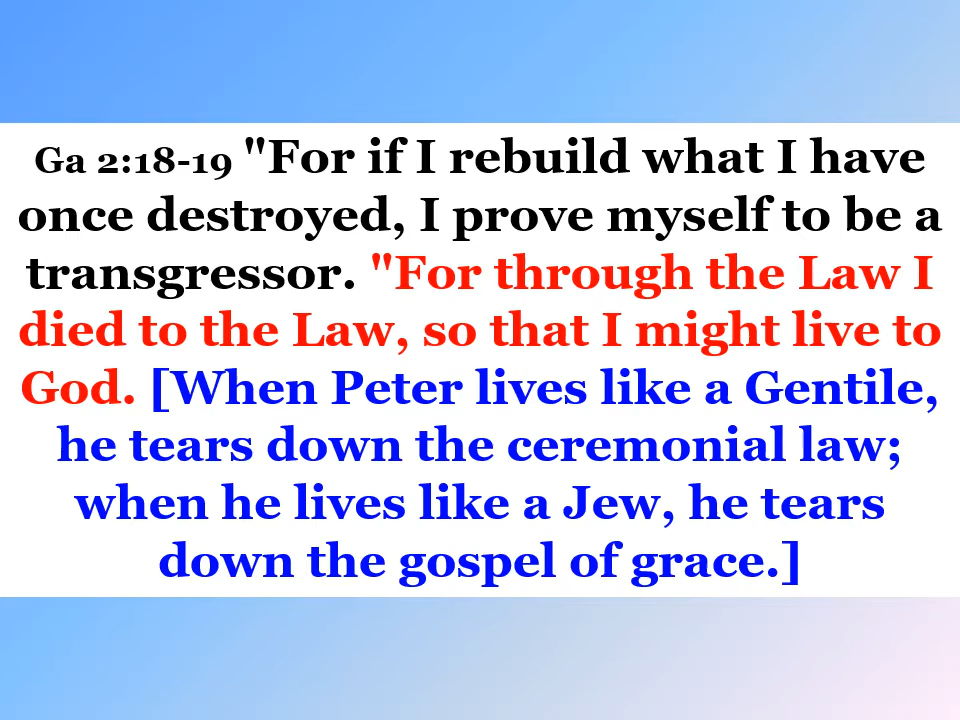 Ga 2:18-19 "For if I rebuild what I have
once destroyed, I prove myself to be a
transgressor. "For through the Law I
died to the Law, so that I might live to
God. [When Peter lives like a Gentile,
he tears down the ceremonial law;
when he lives like a Jew, he tears
down the gospel of grace.]